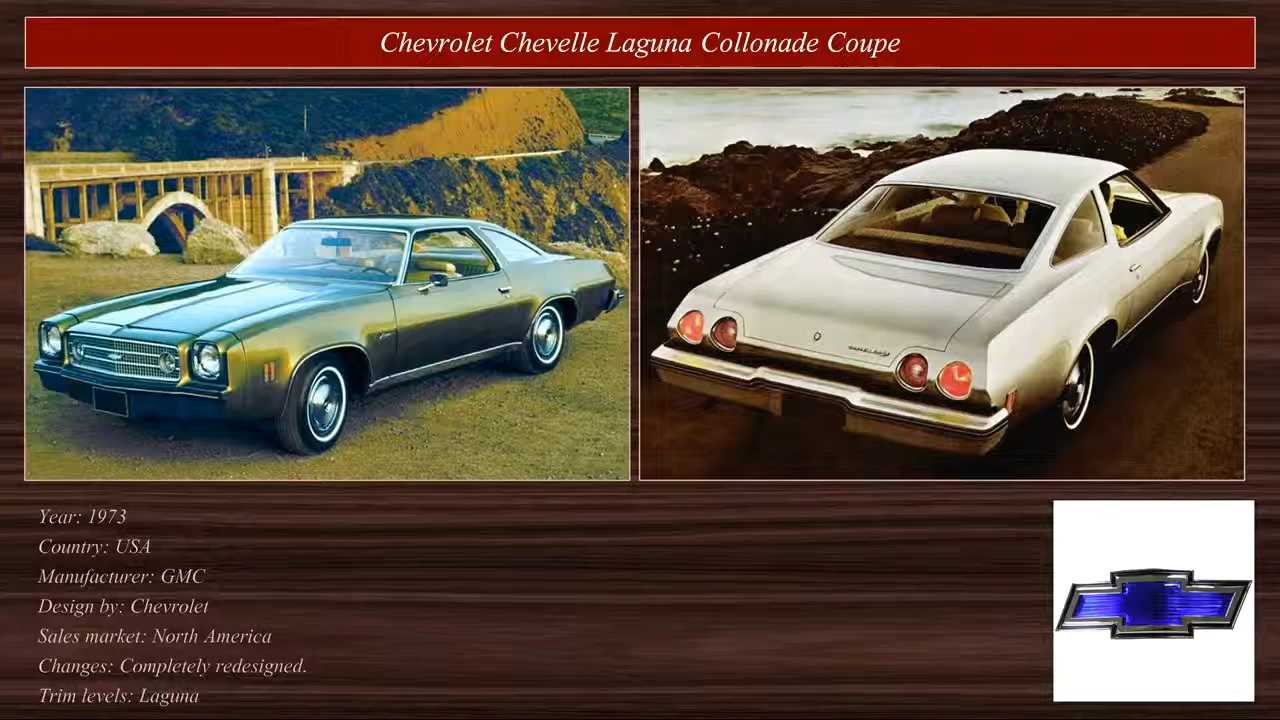 Chevrolet Chevelle Laguna Collonade Coupe
Year: 1973
Country: USA
Manufacturer: GMC
Design by: Chevrolet
Sales market: North America
Changes: Completely redesigned.
Trim levels: Laguna